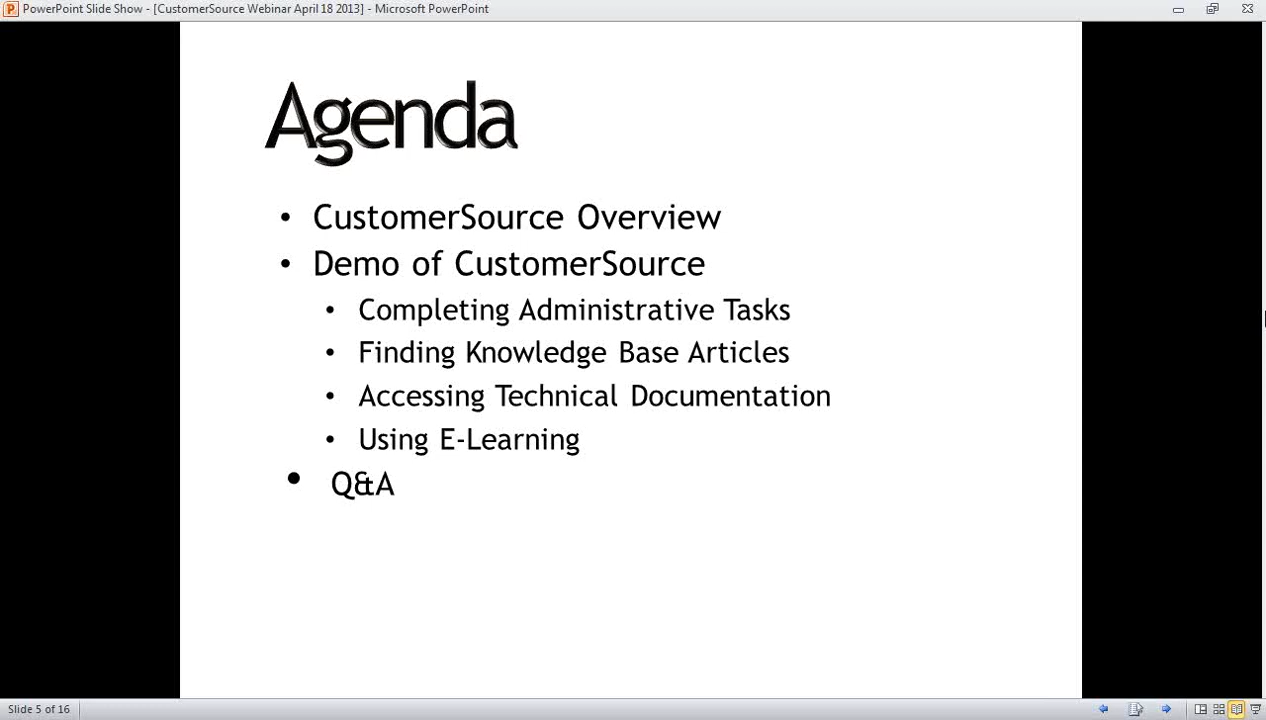 PowerPoint Slide Show - [CustomerSource Webinar April 18 2013] - Microsoft PowerPoint
Agenda
• CustomerSource Overview
• Demo of CustomerSource
• Completing Administrative Tasks
• Finding Knowledge Base Articles
• Accessing Technical Documentation
• Using E-Learning
• Q&A
Slide 5 of 16